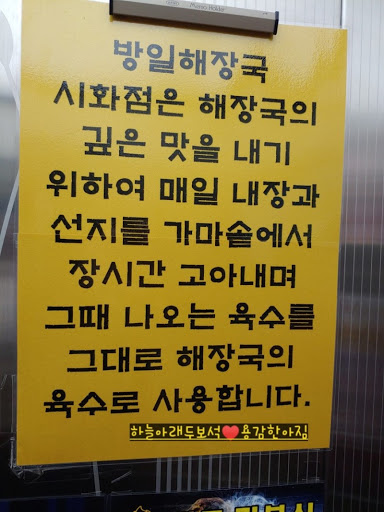 방일해장국
시화점은 해장국의
깊은 맛을 내기
위하여 매일 내장과
선지를 가마솥에서
장시간 고아내며
그때 나오는 육수를
그대로 해장국의
육수로 사용합니다.
하늘아래두보석❤용감한아짐